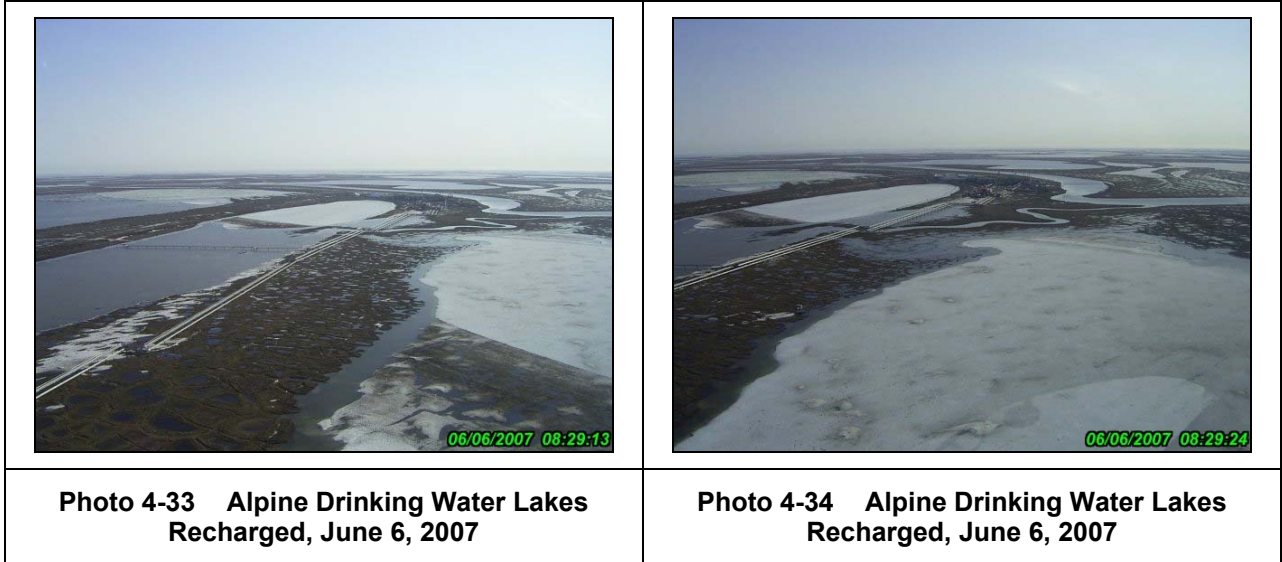 06/06/2007 08:29:13
06/06/2007 08:29:24
Photo 4-33 Alpine Drinking Water Lakes
Recharged, June 6, 2007
Photo 4-34 Alpine Drinking Water Lakes
Recharged, June 6, 2007